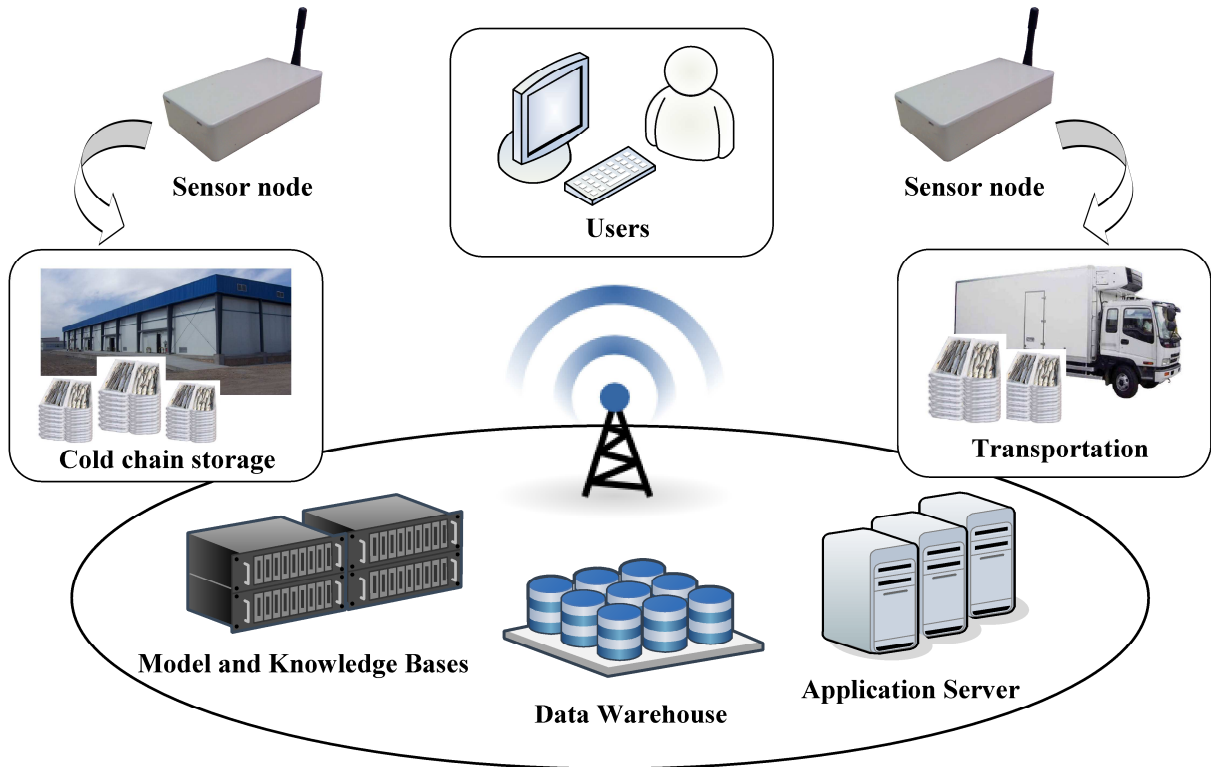 Sensor node
Sensor node
Users
Cold chain storage
Transportation
Model and Knowledge Bases
Data Warehouse
Application Server